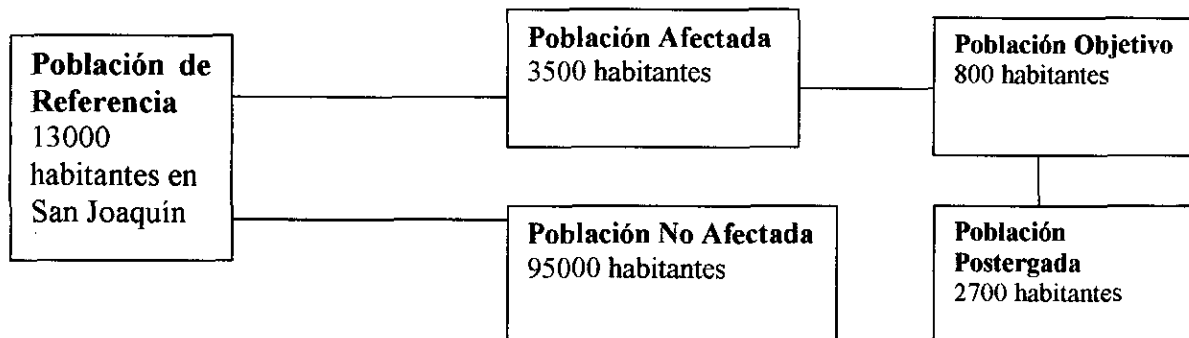 Población de
Referencia
13000
habitantes en
San Joaquín
Población Afectada
3500 habitantes
Población Objetivo
800 habitantes
Población No Afectada
95000 habitantes
Población
Postergada
2700 habitantes